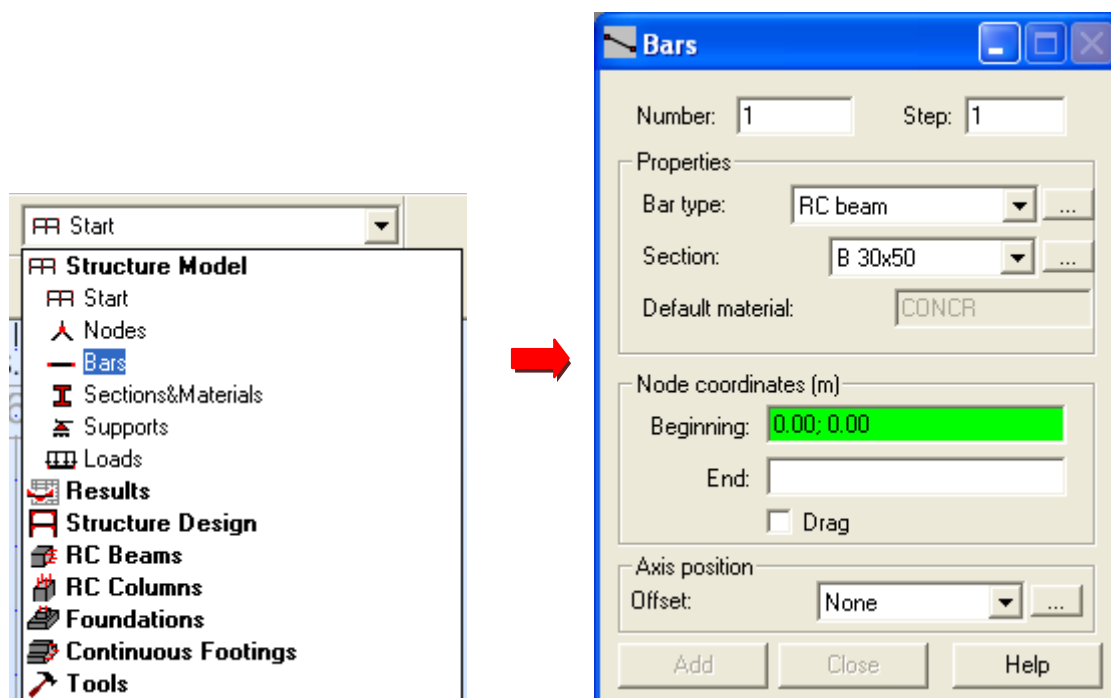 Start
Structure Model
Start
Nodes
Bars
Sections&Materials
Supports
Loads
Results
Structure Design
RC Beams
RC Columns
Foundations
Continuous Footings
Tools
Bars
Number: 1 Step: 1
Properties
Bar type: RC beam ...
Section: B 30x50 ...
Default material: CONCR
Node coordinates (m)
Beginning: 0.00; 0.00
End:
Drag
Axis position
Offset: None ...
Add Close Help